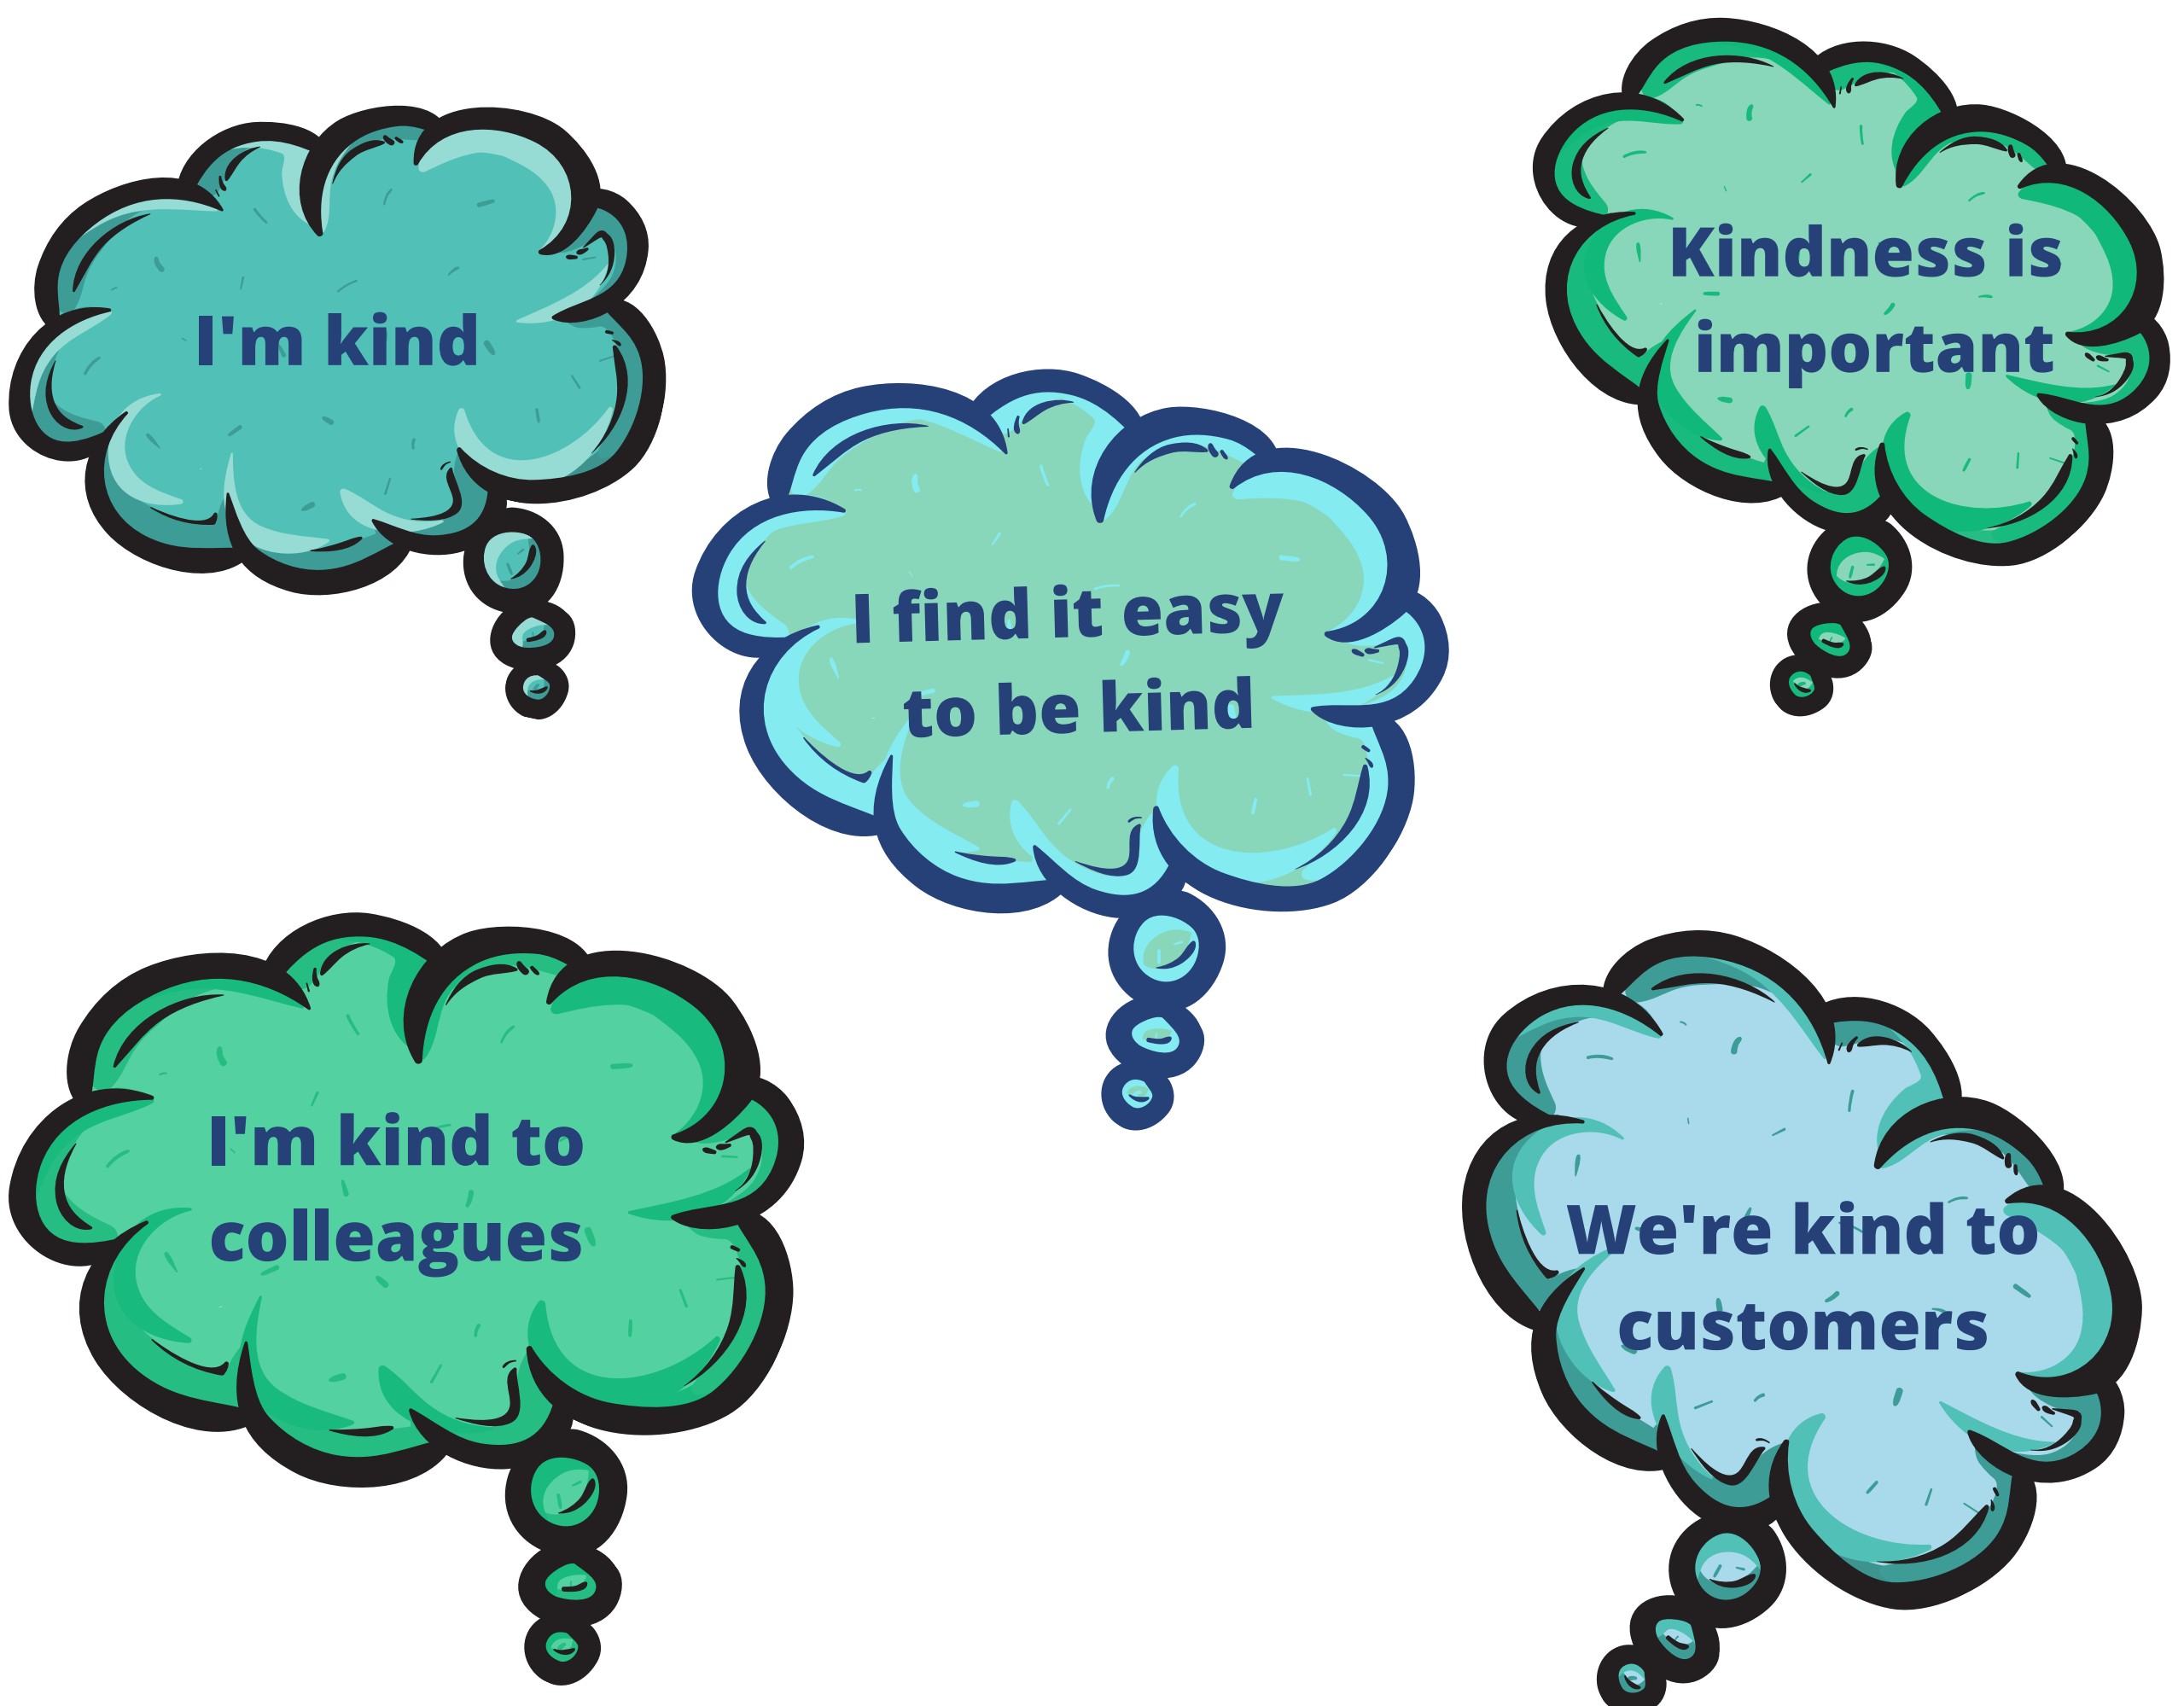 I'm kind
Kindness is
important
I find it easy
to be kind
I'm kind to
colleagues
We're kind to
customers